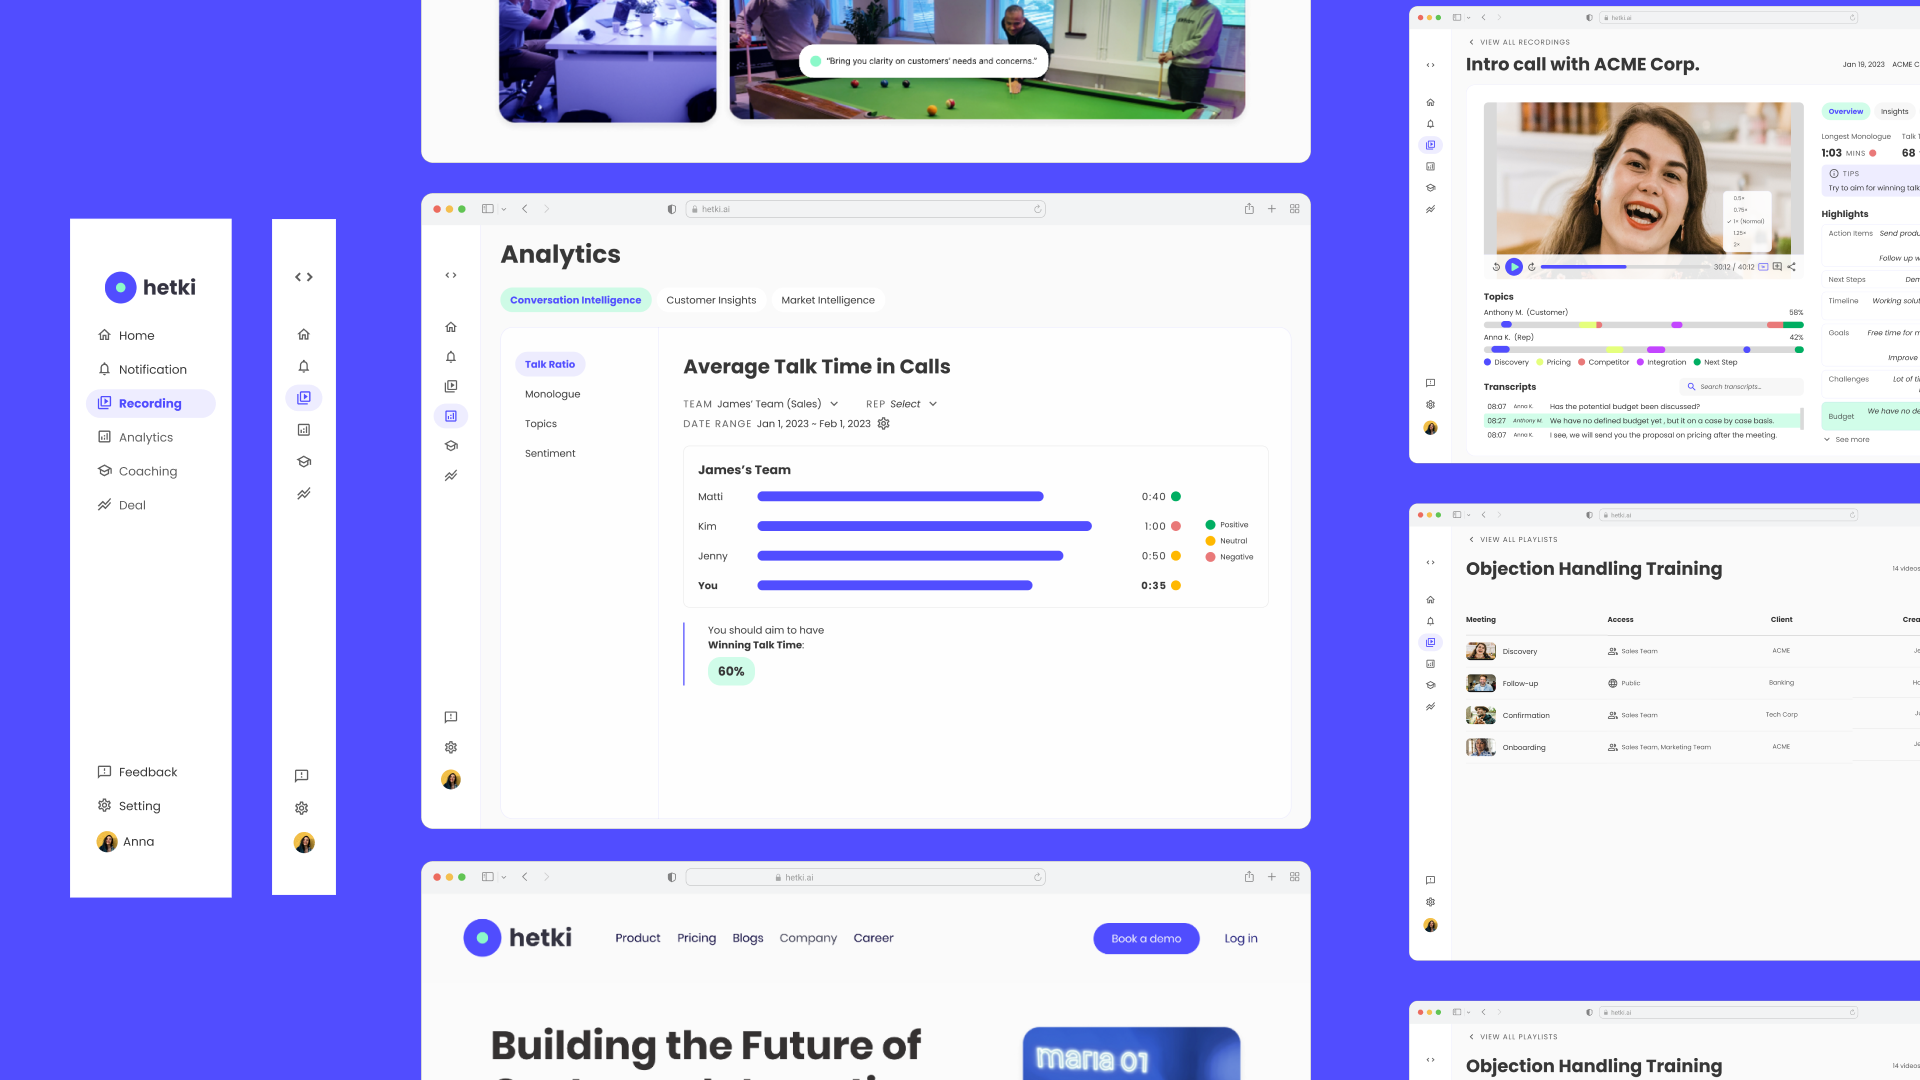 hetki
Home
Notification
Recording
Analytics
Coaching
Deal
Feedback
Setting
Anna
"Bring you clarity on customers' needs and concerns."
hetki.ai
Analytics
Conversation Intelligence
Customer Insights
Market Intelligence
Talk Ratio
Monologue
Topics
Sentiment
Average Talk Time in Calls
TEAM James' Team (Sales)
REP Select
DATE RANGE Jan 1, 2023 ~ Feb 1, 2023
James's Team
Matti 0:40
Kim 1:00
Jenny 0:50
You 0:35
Positive
Neutral
Negative
You should aim to have
Winning Talk Time:
60%
hetki.ai
hetki
Product Pricing Blogs Company Career
Book a demo
Log in
Building the Future of
maria 01
hetki.ai
VIEW ALL RECORDINGS
Intro call with ACME Corp.
Jan 19, 2023 ACME C
0.5×
0.75×
1× (Normal)
1.25×
2×
30:12 / 40:12
Topics
Anthony M. (Customer) 58%
Anna K. (Rep) 42%
Discovery Pricing Competitor Integration Next Step
Transcripts
Search transcripts...
08:07 Anna K. Has the potential budget been discussed?
08:27 Anthony M. We have no defined budget yet , but it on a case by case basis.
08:07 Anna K. I see, we will send you the proposal on pricing after the meeting.
Overview
Insights
Longest Monologue Talk
1:03 MINS 68
TIPS
Try to aim for winning talk
Highlights
Action Items Send produ
Follow up w
Next Steps Dem
Timeline Working solut
Goals Free time for m
Improve
Challenges Lot of ti
Budget We have no de
See more
hetki.ai
VIEW ALL PLAYLISTS
Objection Handling Training
14 videos
Meeting Access Client Crea
Discovery Sales Team ACME
Follow-up Public Banking
Confirmation Sales Team Tech Corp
Onboarding Sales Team, Marketing Team ACME
hetki.ai
VIEW ALL PLAYLISTS
Objection Handling Training
14 videos